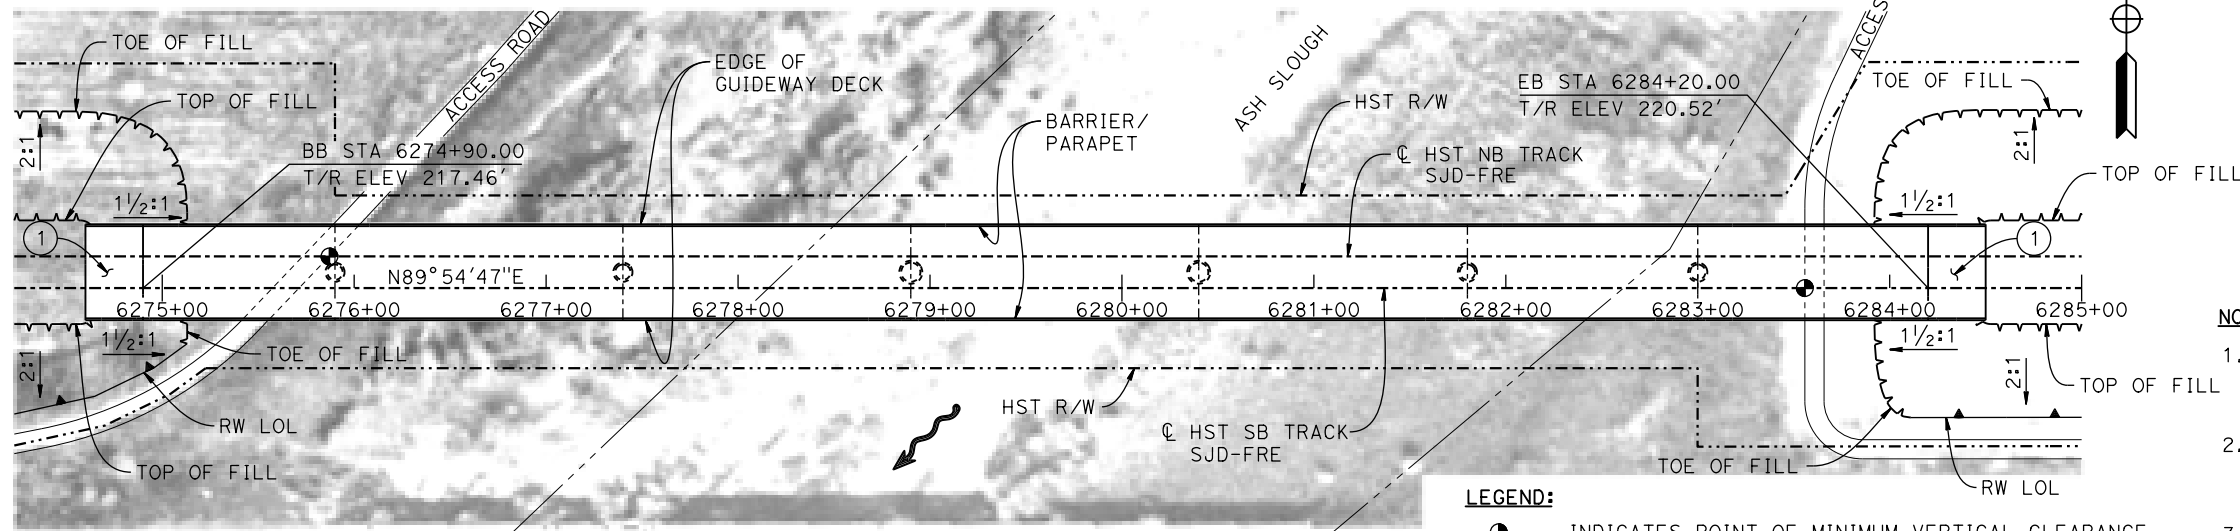 TOE OF FILL
TOP OF FILL
ACCESS ROAD
EDGE OF
GUIDEWAY DECK
BARRIER/
PARAPET
ASH SLOUGH
HST R/W
℄ HST NB TRACK
SJD-FRE
EB STA 6284+20.00
T/R ELEV 220.52'
TOE OF FILL
TOP OF FILL
2:1
1½:1
BB STA 6274+90.00
T/R ELEV 217.46'
2:1
1½:1
1
N89°54'47"E
1
6275+00 6276+00 6277+00 6278+00 6279+00 6280+00 6281+00 6282+00 6283+00 6284+00 6285+00
1½:1
2:1
TOE OF FILL
RW LOL
TOP OF FILL
HST R/W
℄ HST SB TRACK
SJD-FRE
1½:1
2:1
TOP OF FILL
TOE OF FILL
RW LOL
1.
2.
LEGEND:
INDICATES POINT OF MINIMUM VERTICAL CLEARANCE